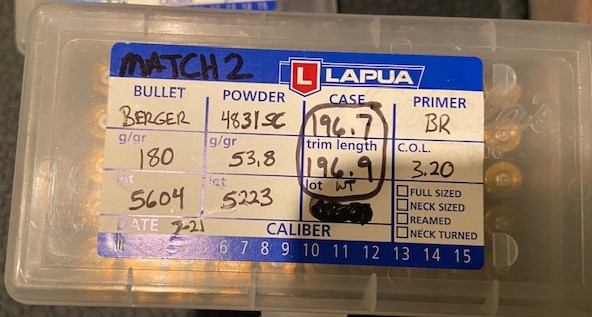 MATCH 2
L LAPUA
BULLET POWDER CASE PRIMER
BERGER 4831SC 196.7 BR
g/gr g/gr trim length C.O.L.
180 53.8 196.9 3.20
lot lot lot WT
5604 5223
FULL SIZED
NECK SIZED
REAMED
NECK TURNED
DATE 7-21 CALIBER
6 7 8 9 10 11 12 13 14 15